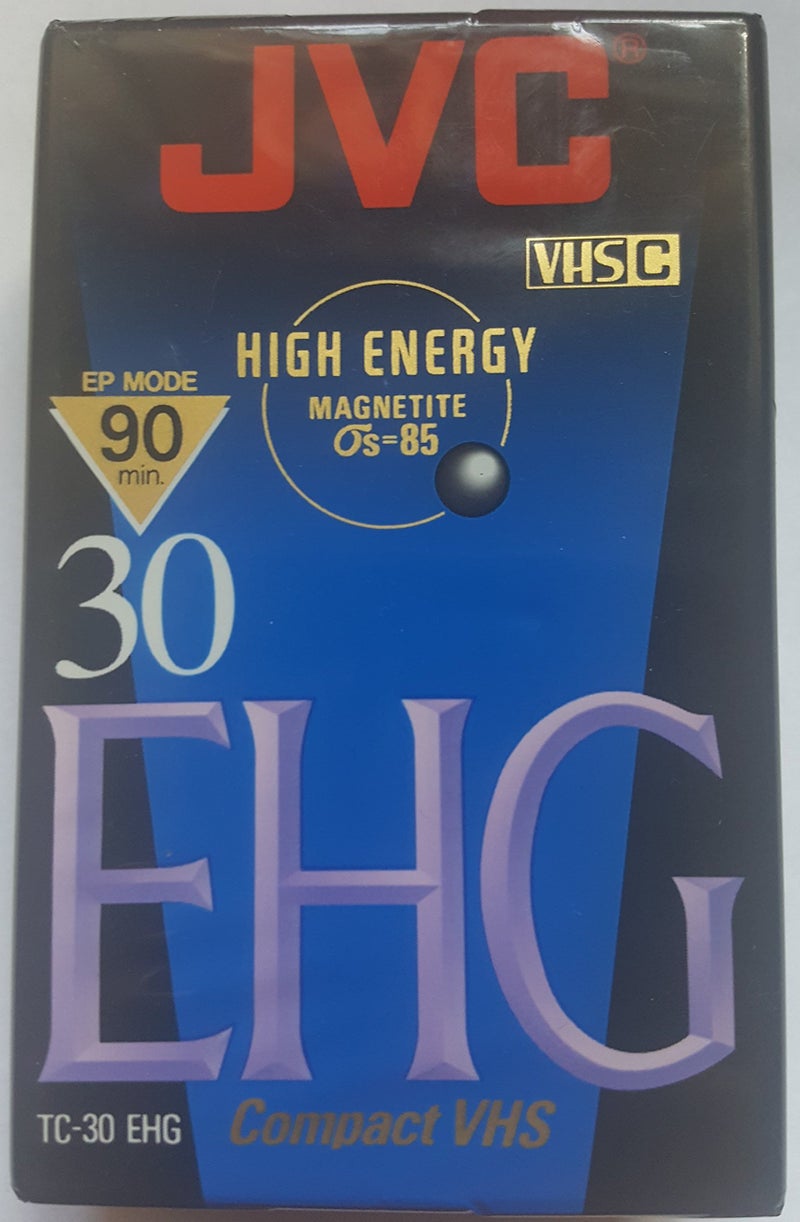 JVC®
VHS C
HIGH ENERGY
MAGNETITE
σs=85
EP MODE
90
min.
30
EHG
TC-30 EHG
Compact VHS